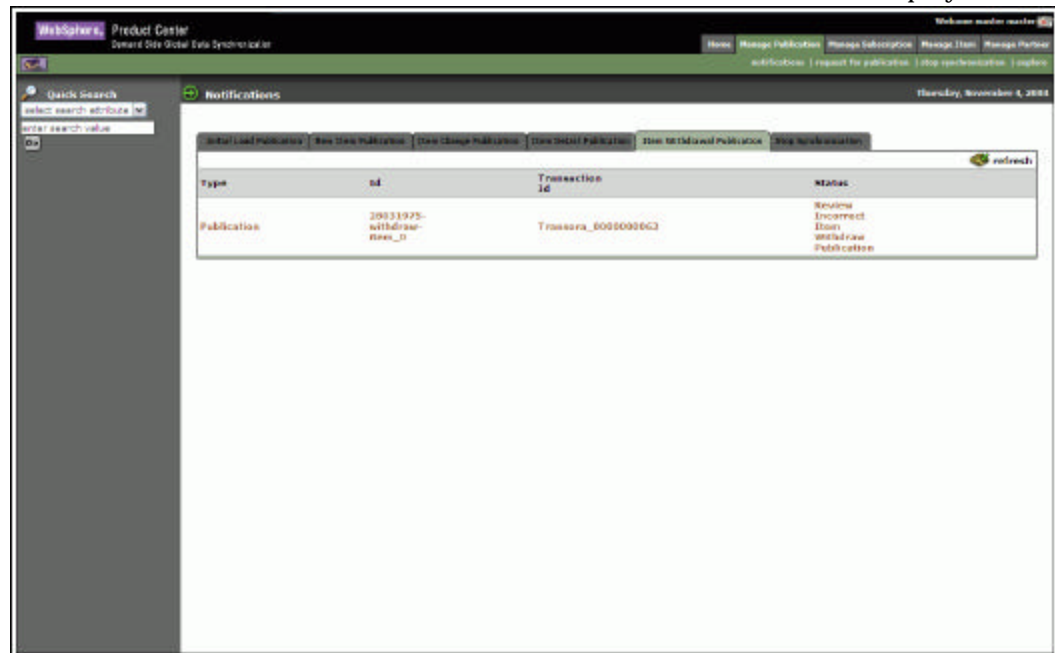 Welcome master master
WebSphere, Product Center
Demand Side Global Data Synchronization
Home Manage Publication Manage Subscription Manage Item Manage Partner
notifications | request for publication | stop synchronization | explore
Quick Search
Notifications
Thursday, November 4, 2004
select search attribute
enter search value
Go
Initial Load Publication New Item Publication Item Change Publication Item Detail Publication Item Withdrawal Publication Stop Synchronization
refresh
Type Id Transaction Id Status
Publication
withdraw-
Transora_0000000063
Review
Incorrect
Item
Withdraw
Publication